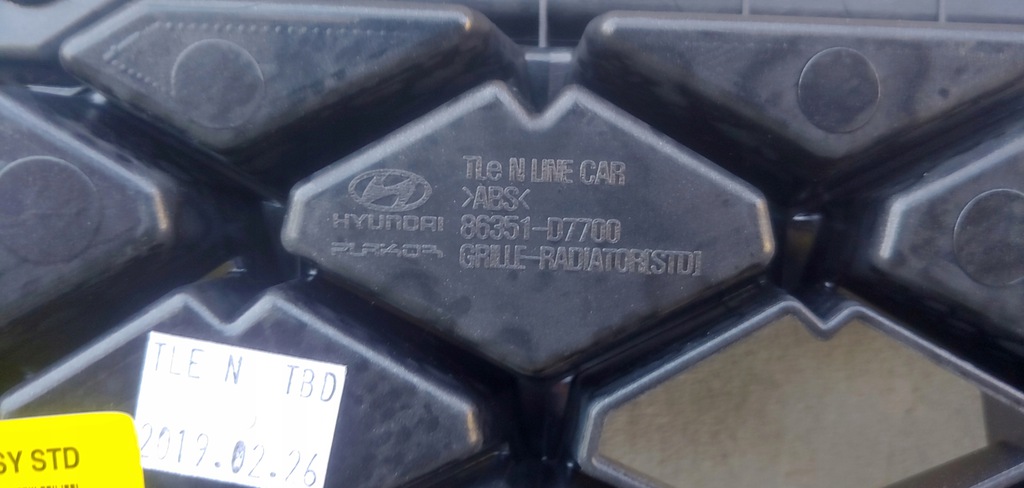 TLe N LINE CAR
>ABS<
HYUNDAI 86351-D7700
GRILLE-RADIATOR[STD]
TLE N TBD
2019.02.26
SY STD